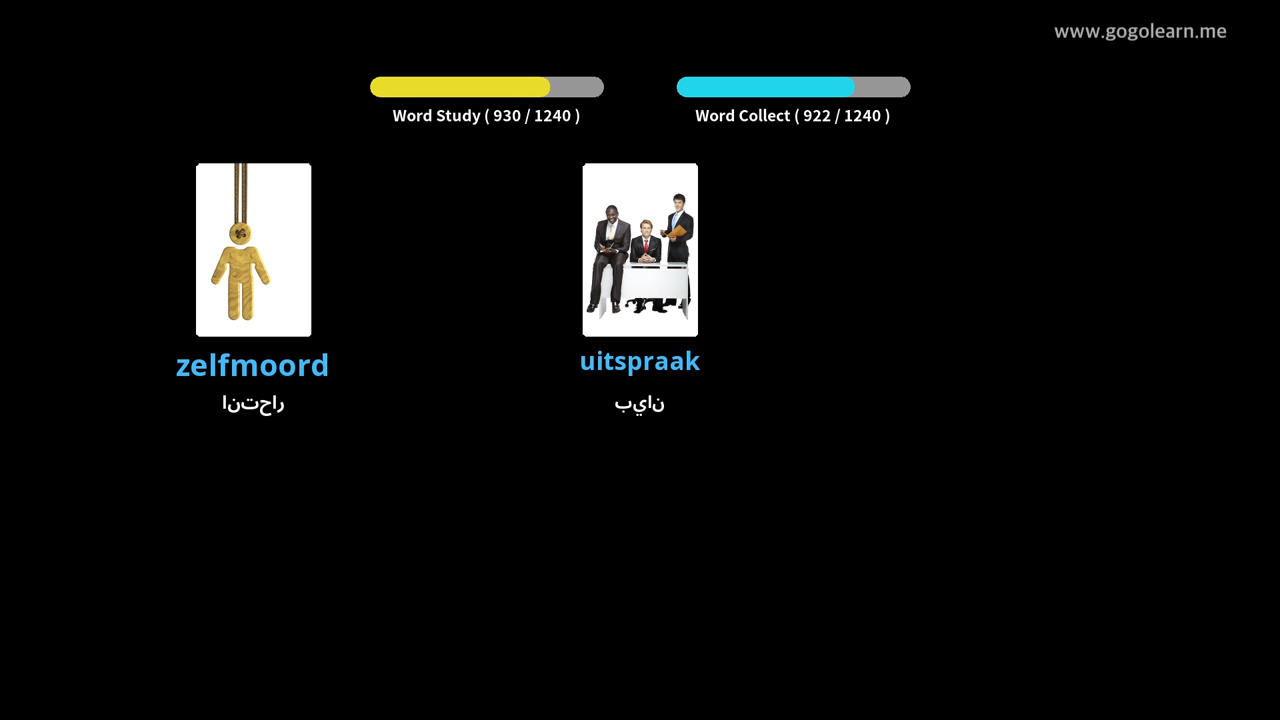 www.gogolearn.me
Word Study ( 930 / 1240 )
Word Collect ( 922 / 1240 )
zelfmoord
انتحار
uitspraak
بيان